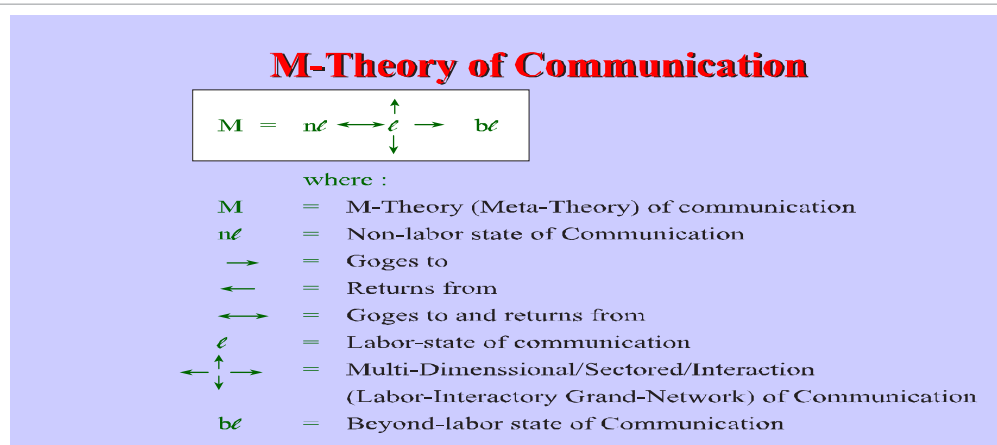 M-Theory of Communication
M = nℓ ↔ ℓ → bℓ
where :
M = M-Theory (Meta-Theory) of communication
nℓ = Non-labor state of Communication
→ = Goges to
← = Returns from
↔ = Goges to and returns from
ℓ = Labor-state of communication
← ↑ ↓ → = Multi-Dimenssional/Sectored/Interaction
(Labor-Interactory Grand-Network) of Communication
bℓ = Beyond-labor state of Communication